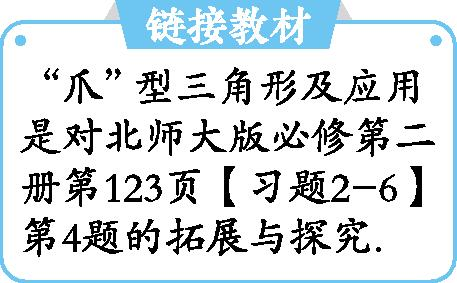 链接教材
“爪”型三角形及应用
是对北师大版必修第二
册第123页【习题2-6】
第4题的拓展与探究.